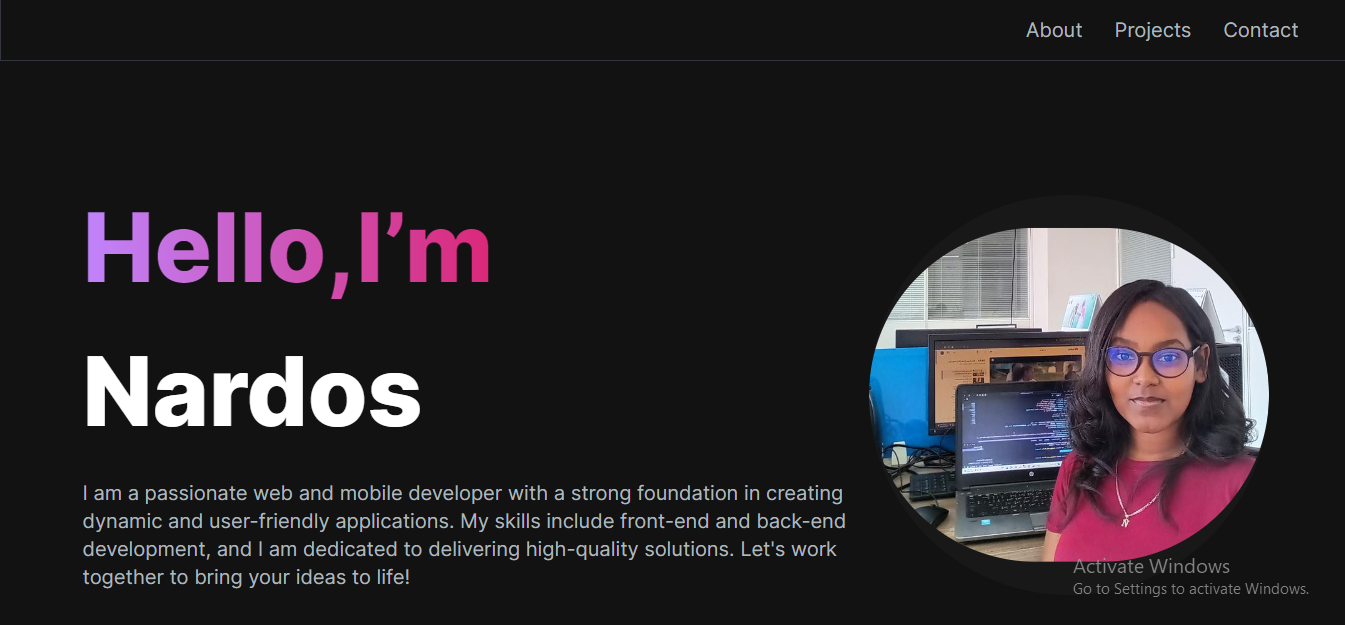 About Projects Contact
Hello,I’m
Nardos
I am a passionate web and mobile developer with a strong foundation in creating
dynamic and user-friendly applications. My skills include front-end and back-end
development, and I am dedicated to delivering high-quality solutions. Let's work
together to bring your ideas to life!
N
Activate Windows
Go to Settings to activate Windows.